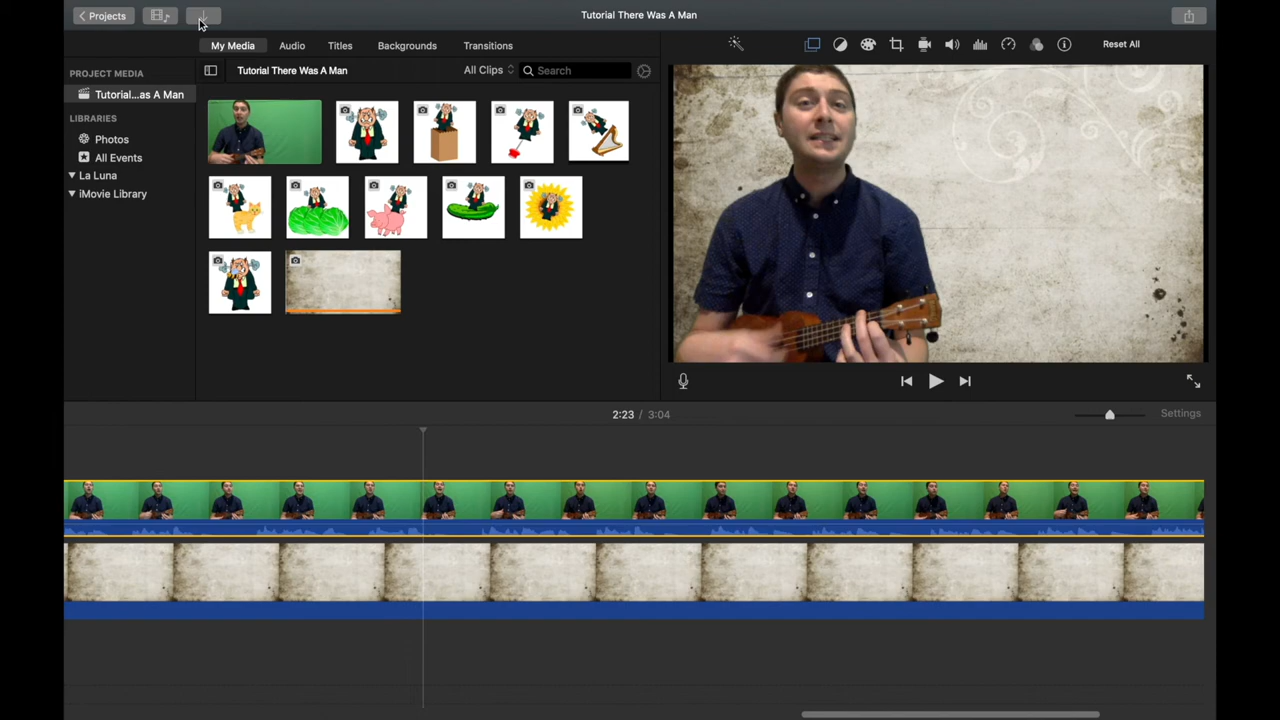 Projects
Tutorial There Was A Man
My Media Audio Titles Backgrounds Transitions
Reset All
PROJECT MEDIA
Tutorial...as A Man
LIBRARIES
Photos
All Events
La Luna
iMovie Library
Tutorial There Was A Man
All Clips
Search
2:23 / 3:04
Settings